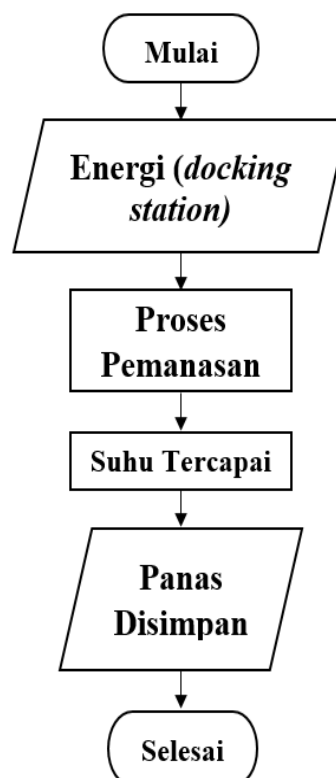 Mulai
Energi (docking
station)
Proses
Pemanasan
Suhu Tercapai
Panas
Disimpan
Selesai